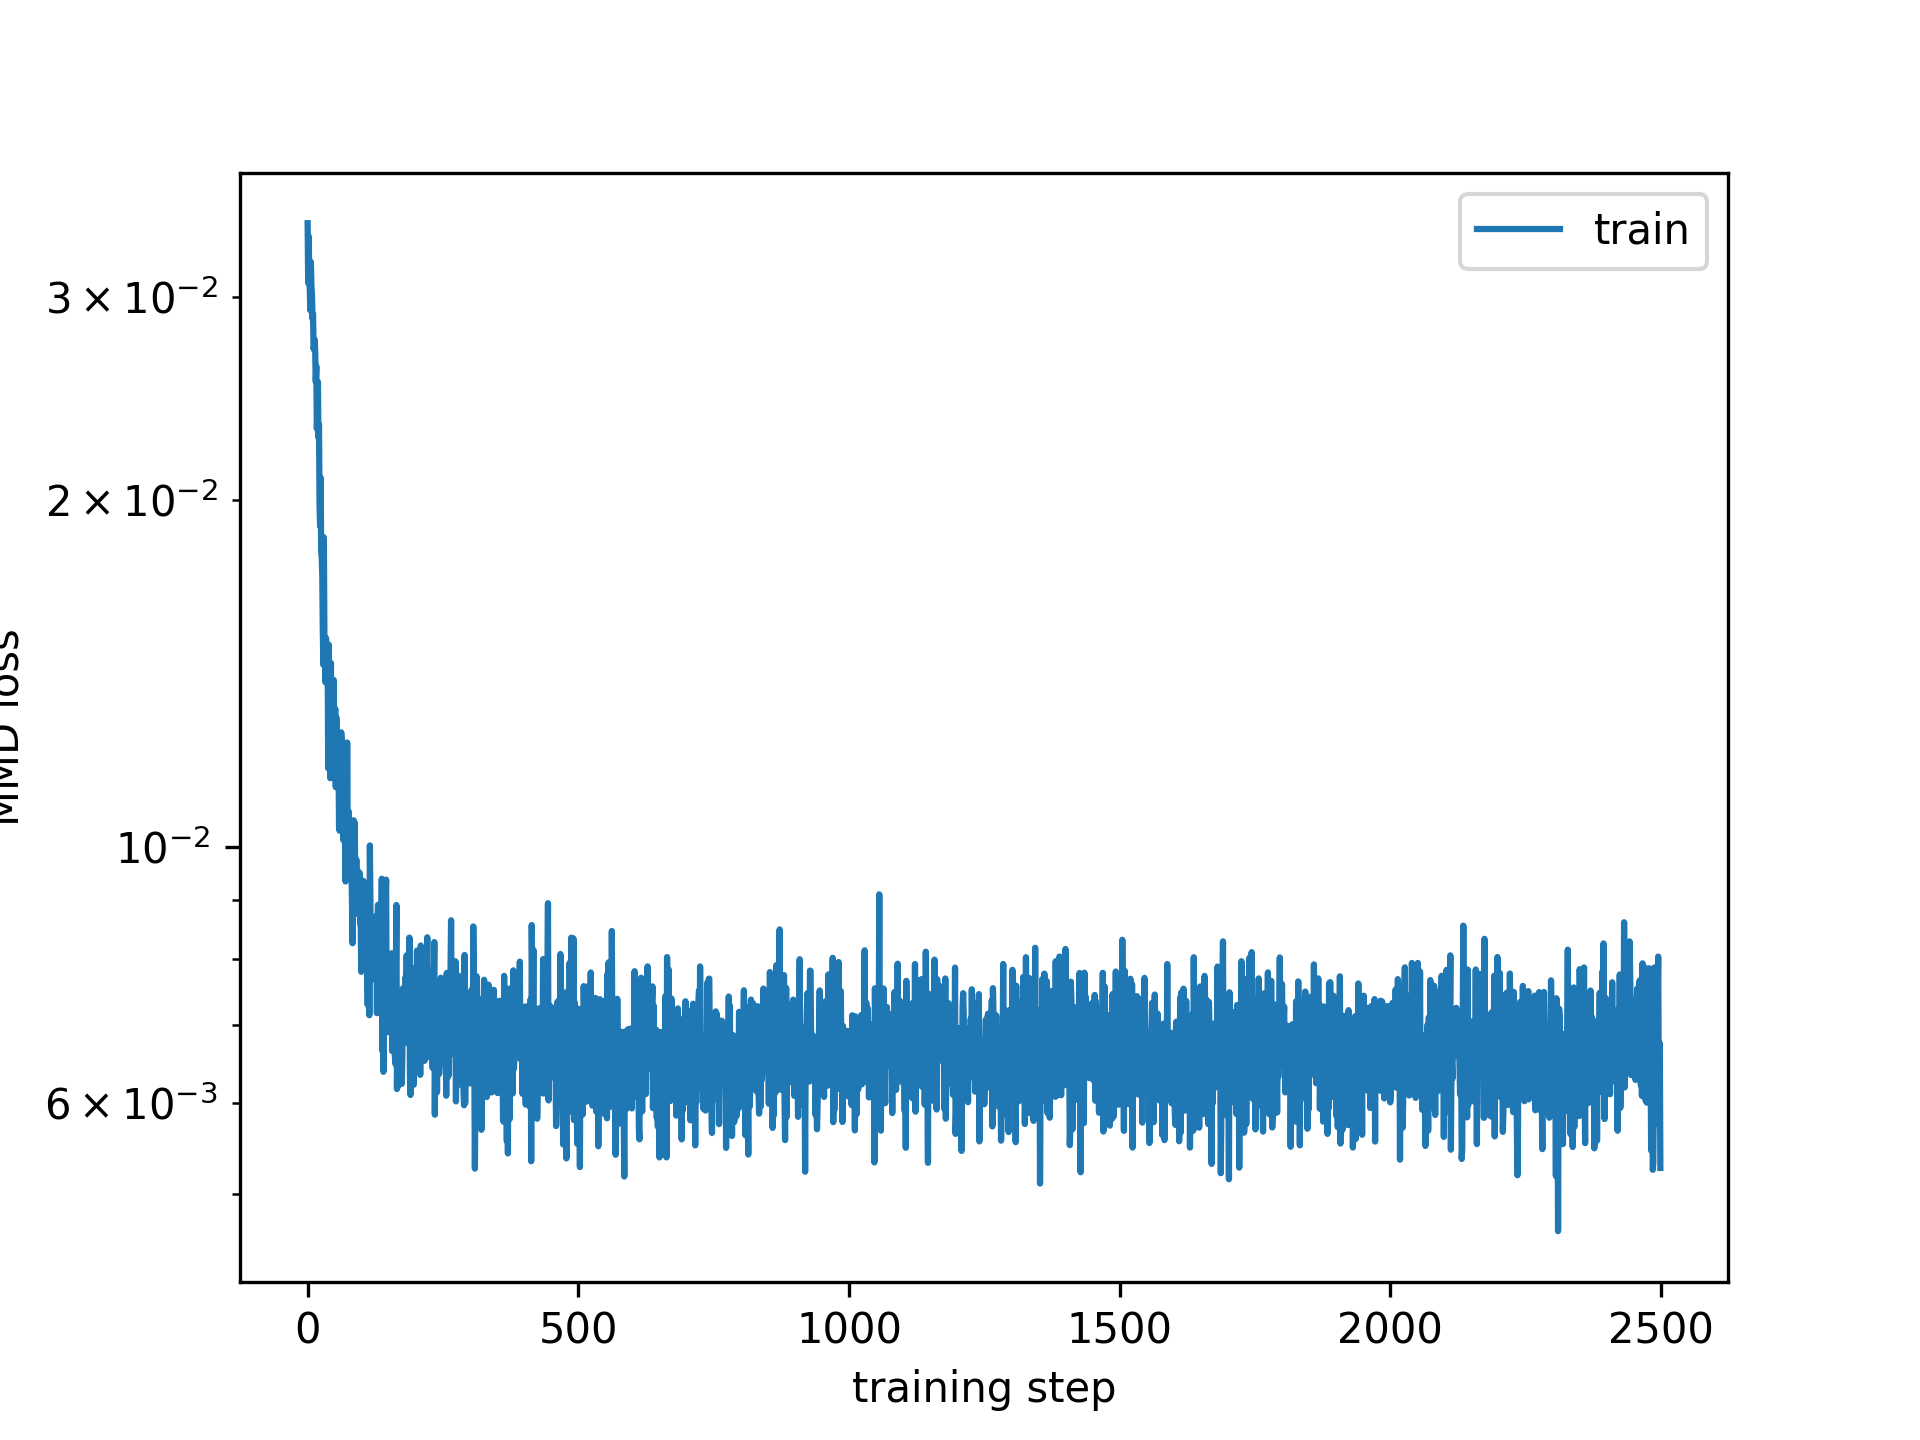 train
3 × 10⁻²
2 × 10⁻²
10⁻²
6 × 10⁻³
MMD loss
0 500 1000 1500 2000 2500
training step